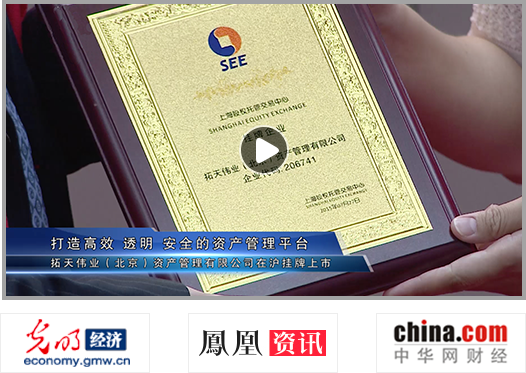 SEE
上海股权托管交易中心
SHANGHAI EQUITY EXCHANGE
挂牌企业
拓天伟业
资产管理有限公司
企业代码:206741
上海股权托管交易中心
SHANGHAI EQUITY EXCHANGE
打造高效 透明 安全的资产管理平台
拓天伟业（北京）资产管理有限公司在沪挂牌上市
光明 经济
economy.gmw.cn
鳳凰 资讯
china.com
中华网财经